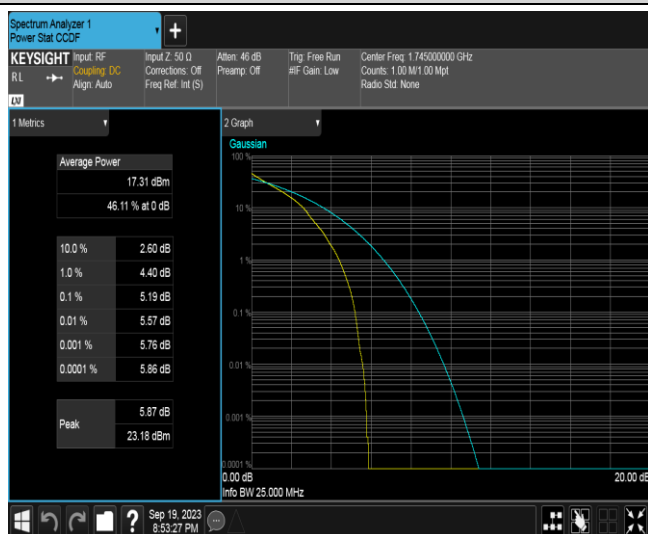 Spectrum Analyzer 1
Power Stat CCDF
+
KEYSIGHT
RL
LXI
Input: RF
Coupling: DC
Align: Auto
Input Z: 50 Ω
Corrections: Off
Freq Ref: Int (S)
Atten: 46 dB
Preamp: Off
Trig: Free Run
#IF Gain: Low
Center Freq: 1.745000000 GHz
Counts: 1.00 M/1.00 Mpt
Radio Std: None
1 Metrics
Average Power
17.31 dBm
46.11 % at 0 dB
10.0 % 2.60 dB
1.0 % 4.40 dB
0.1 % 5.19 dB
0.01 % 5.57 dB
0.001 % 5.76 dB
0.0001 % 5.86 dB
Peak
5.87 dB
23.18 dBm
2 Graph
Gaussian
100 %
10 %
1 %
0.1 %
0.01 %
0.001 %
0.0001 %
0.00 dB
20.00 dB
Info BW 25.000 MHz
?
Sep 19, 2023
8:53:27 PM